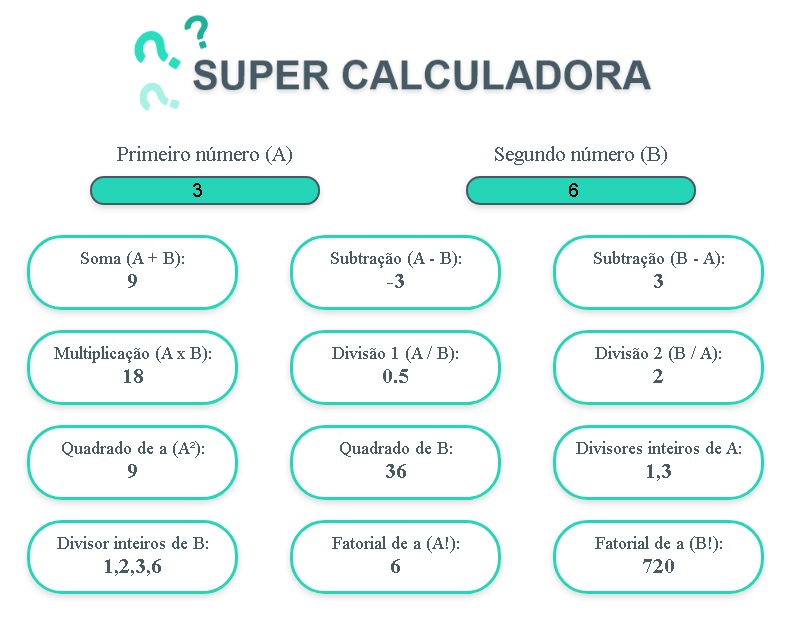 SUPER CALCULADORA
Primeiro número (A)
Segundo número (B)
3
6
Soma (A + B):
9
Subtração (A - B):
-3
Subtração (B - A):
3
Multiplicação (A x B):
18
Divisão 1 (A / B):
0.5
Divisão 2 (B / A):
2
Quadrado de a (A²):
9
Quadrado de B:
36
Divisores inteiros de A:
1,3
Divisor inteiros de B:
1,2,3,6
Fatorial de a (A!):
6
Fatorial de a (B!):
720